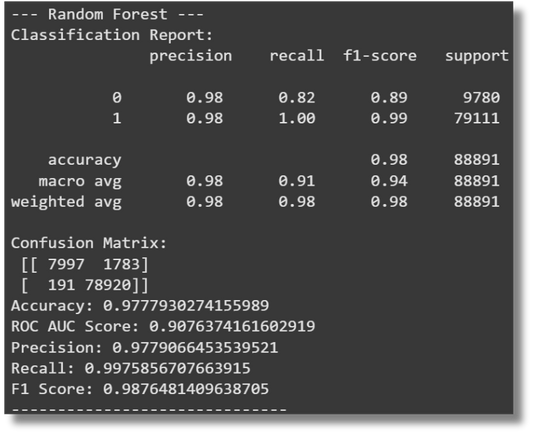 --- Random Forest ---
Classification Report:
precision recall f1-score support
0 0.98 0.82 0.89 9780
1 0.98 1.00 0.99 79111
accuracy 0.98 88891
macro avg 0.98 0.91 0.94 88891
weighted avg 0.98 0.98 0.98 88891
Confusion Matrix:
[[ 7997 1783]
[ 191 78920]]
Accuracy: 0.9777930274155989
ROC AUC Score: 0.9076374161602919
Precision: 0.9779066453539521
Recall: 0.9975856707663915
F1 Score: 0.9876481409638705
------------------------------